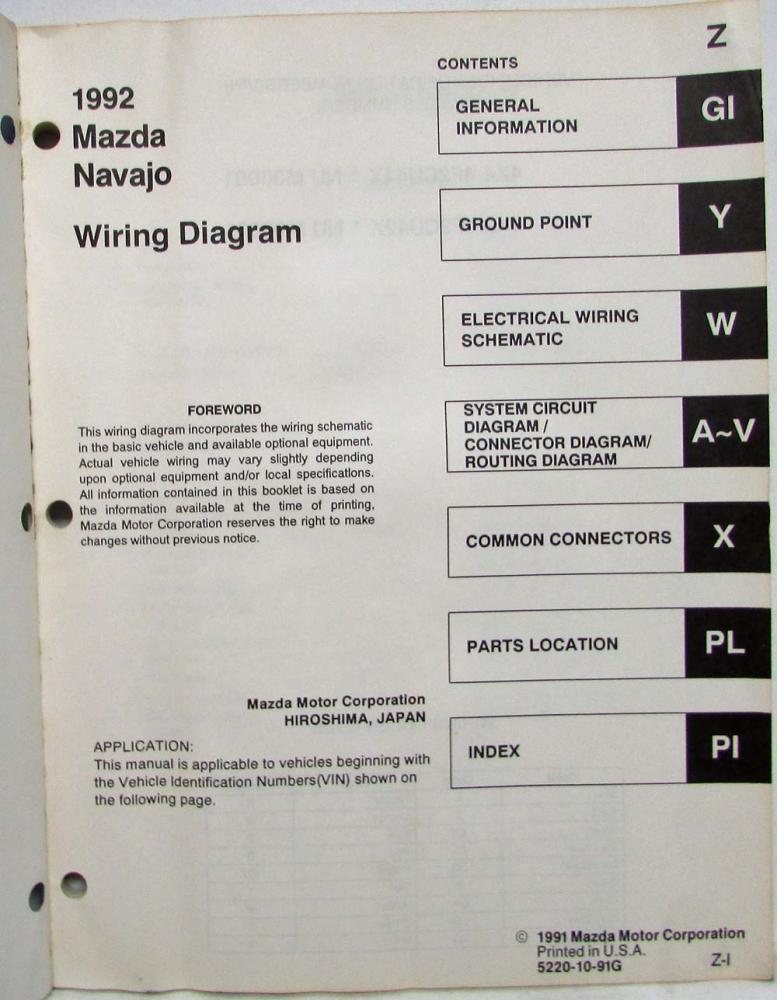 Z
1992
Mazda
Navajo
Wiring Diagram
FOREWORD
This wiring diagram incorporates the wiring schematic
in the basic vehicle and available optional equipment.
Actual vehicle wiring may vary slightly depending
upon optional equipment and/or local specifications.
All information contained in this booklet is based on
the information available at the time of printing,
Mazda Motor Corporation reserves the right to make
changes without previous notice.
Mazda Motor Corporation
HIROSHIMA, JAPAN
APPLICATION:
This manual is applicable to vehicles beginning with
the Vehicle Identification Numbers(VIN) shown on
the following page.
CONTENTS
GENERAL
INFORMATION
GI
GROUND POINT
Y
ELECTRICAL WIRING
SCHEMATIC
W
SYSTEM CIRCUIT
DIAGRAM /
CONNECTOR DIAGRAM/
ROUTING DIAGRAM
A~V
COMMON CONNECTORS
X
PARTS LOCATION
PL
INDEX
PI
© 1991 Mazda Motor Corporation
Printed in U.S.A.
5220-10-91G
Z-I